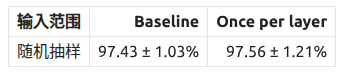 输入范围 Baseline Once per layer
随机抽样 97.43 ± 1.03% 97.56 ± 1.21%